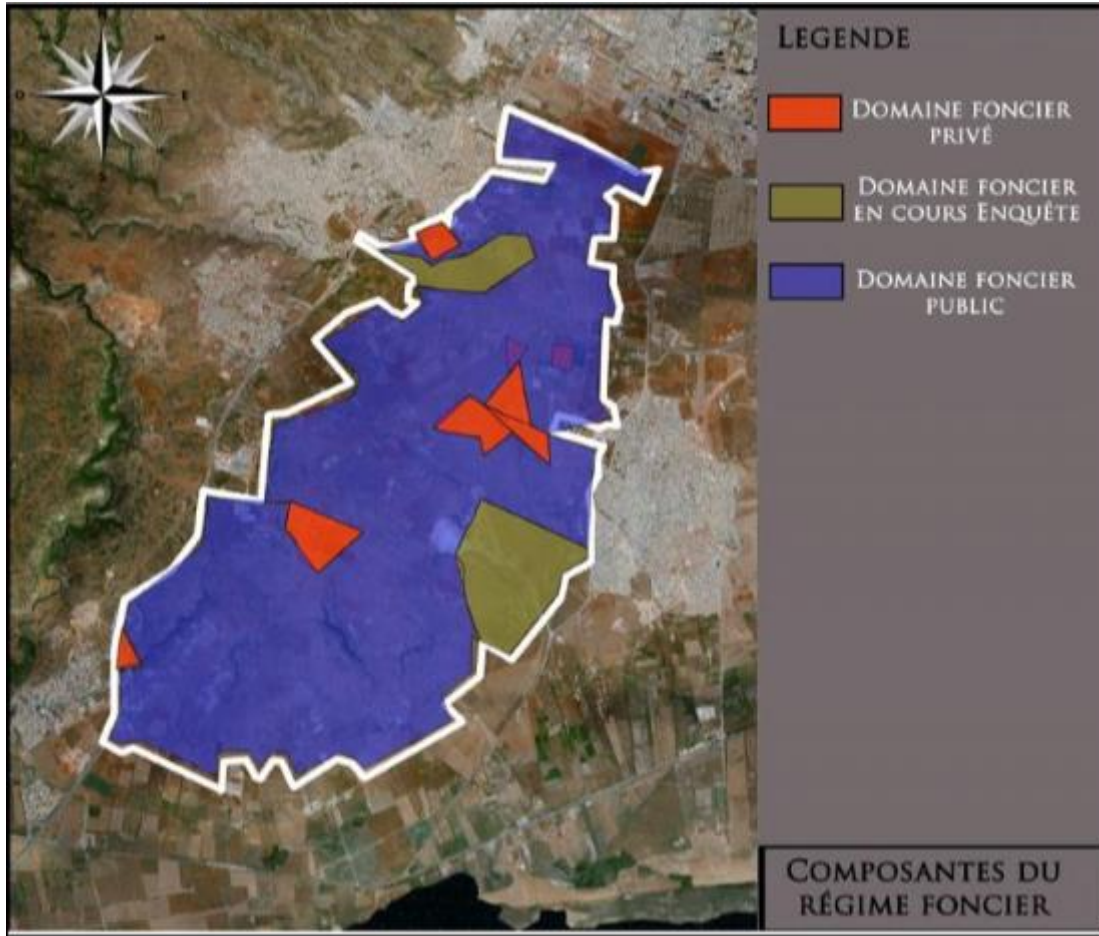 LEGENDE
DOMAINE FONCIER
PRIVÉ
DOMAINE FONCIER
EN COURS ENQUÊTE
DOMAINE FONCIER
PUBLIC
O
E
COMPOSANTES DU
RÉGIME FONCIER